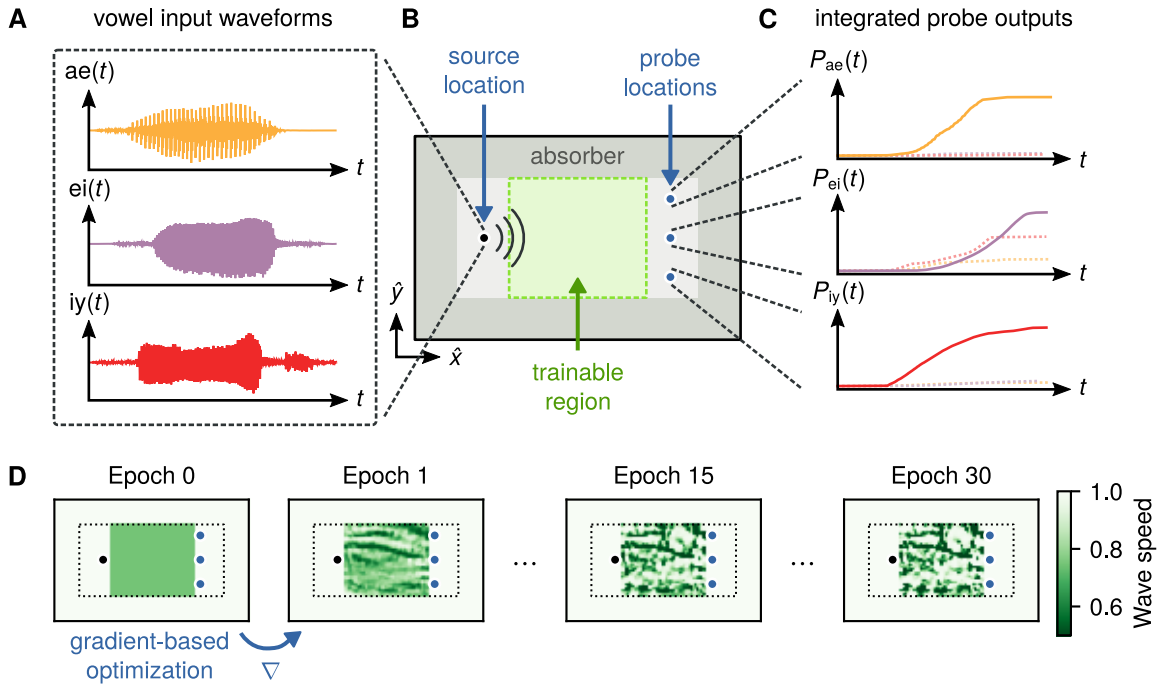 A
vowel input waveforms
ae(t)
t
ei(t)
t
iy(t)
t
B
source
location
probe
locations
absorber
ŷ
x̂
trainable
region
C
integrated probe outputs
Pae(t)
t
Pei(t)
t
Piy(t)
t
D
Epoch 0
Epoch 1
Epoch 15
Epoch 30
...
...
1.0
0.8
0.6
Wave speed
gradient-based
optimization
∇